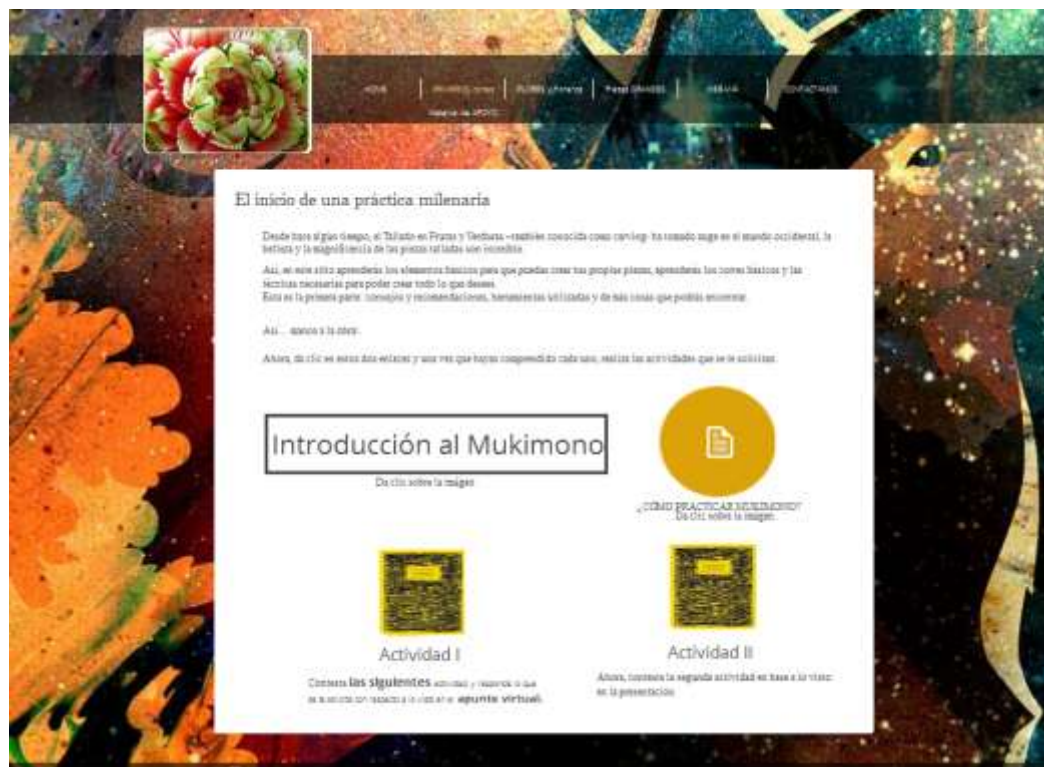 HOME
PRIMEROS cortes
FLORES y Florones
Piezas GRANDES
CONTACTANOS
Material de APOYO
El inicio de una práctica milenaria
Desde hace algún tiempo, el Tallado en Frutas y Verduras -también conocida como carving- ha tomado auge en el mundo occidental, la
belleza y la magnificencia de las piezas talladas son increíble.
Así, en este sitio aprenderás los elementos básicos para que puedas crear tus propias piezas, aprenderás los cortes básicos y las
técnicas necesarias para poder crear todo lo que desees.
Esta es la primera parte: consejos y recomendaciones, herramientas utilizadas y de más cosas que podrás encontrar.
Así... manos a la obra.
Ahora, da clic en estos dos enlaces y una vez que hayas comprendido cada uno, realiza las actividades que se te solicitan.
Introducción al Mukimono
Da clic sobre la imágen
¿CÓMO PRACTICAR MUKIMONO?
Da clic sobre la imagen.
Actividad I
Actividad II
Contesta las siguientes actividad y responde lo que
se te solicita con respecto a lo visto en el apunte virtual.
Ahora, contesta la segunda actividad en base a lo visto
en la presentación